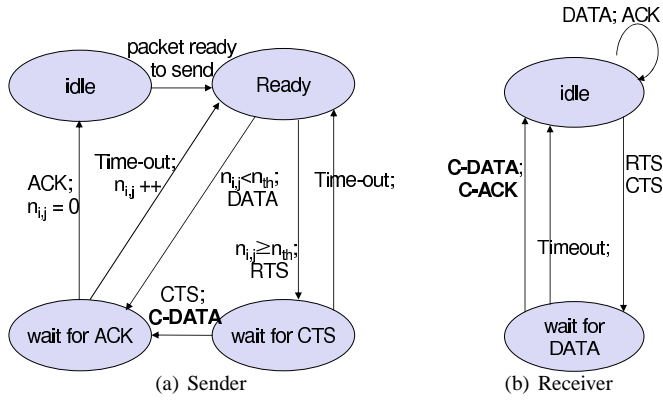 packet ready
to send
idle
Ready
ACK;
n_{i,j} = 0
Time-out;
n_{i,j} ++
n_{i,j}<n_{th};
DATA
Time-out;
n_{i,j}≥n_{th};
RTS
CTS;
C-DATA
wait for ACK
wait for CTS
(a) Sender
DATA; ACK
idle
C-DATA;
C-ACK
RTS
CTS
Timeout;
wait for
DATA
(b) Receiver